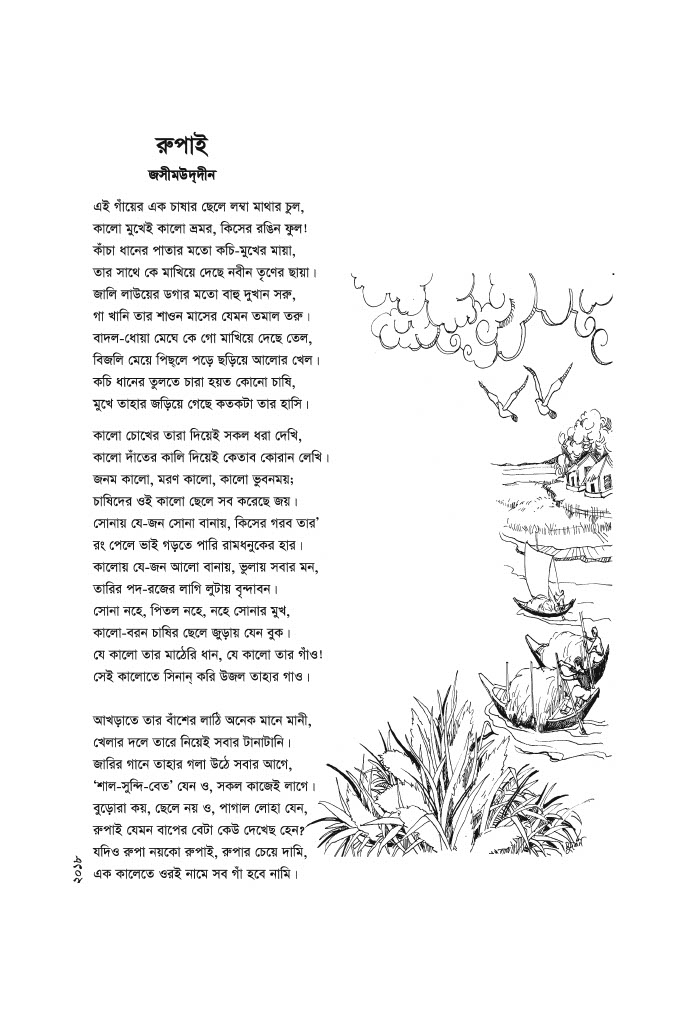 রুপাই
জসীমউদ্‌দীন
এই গাঁয়ের এক চাষার ছেলে লম্বা মাথার চুল,
কালো মুখেই কালো ভ্রমর, কিসের রঙিন ফুল!
কাঁচা ধানের পাতার মতো কচি-মুখের মায়া,
তার সাথে কে মাখিয়ে দেছে নবীন তৃণের ছায়া।
জালি লাউয়ের ডগার মতো বাহু দুখান সরু,
গা খানি তার শাওন মাসের যেমন তমাল তরু।
বাদল-ধোয়া মেঘে কে গো মাখিয়ে দেছে তেল,
বিজলি মেয়ে পিছলে পড়ে ছড়িয়ে আলোর খেল।
কচি ধানের তুলতে চারা হয়ত কোনো চাষি,
মুখে তাহার জড়িয়ে গেছে কতকটা তার হাসি।
কালো চোখের তারা দিয়েই সকল ধরা দেখি,
কালো দাঁতের কালি দিয়েই কেতাব কোরান লেখি।
জনম কালো, মরণ কালো, কালো ভুবনময়;
চাষিদের ওই কালো ছেলে সব করেছে জয়।
সোনায় যে-জন সোনা বানায়, কিসের গরব তার’
রং পেলে ভাই গড়তে পারি রামধনুকের হার।
কালোয় যে-জন আলো বানায়, ভুলায় সবার মন,
তারির পদ-রজের লাগি লুটায় বৃন্দাবন।
সোনা নহে, পিতল নহে, নহে সোনার মুখ,
কালো-বরন চাষির ছেলে জুড়ায় যেন বুক।
যে কালো তার মাঠেরি ধান, যে কালো তার গাঁও!
সেই কালোতে সিনান্ করি উজল তাহার গাও।
আখড়াতে তার বাঁশের লাঠি অনেক মানে মানী,
খেলার দলে তারে নিয়েই সবার টানাটানি।
জারির গানে তাহার গলা উঠে সবার আগে,
‘শাল-সুন্দি-বেত’ যেন ও, সকল কাজেই লাগে।
বুড়োরা কয়, ছেলে নয় ও, পাগাল লোহা যেন,
রুপাই যেমন বাপের বেটা কেউ দেখেছ হেন?
যদিও রুপা নয়কো রুপাই, রুপার চেয়ে দামি,
এক কালেতে ওরই নামে সব গাঁ হবে নামি।
২০১৮